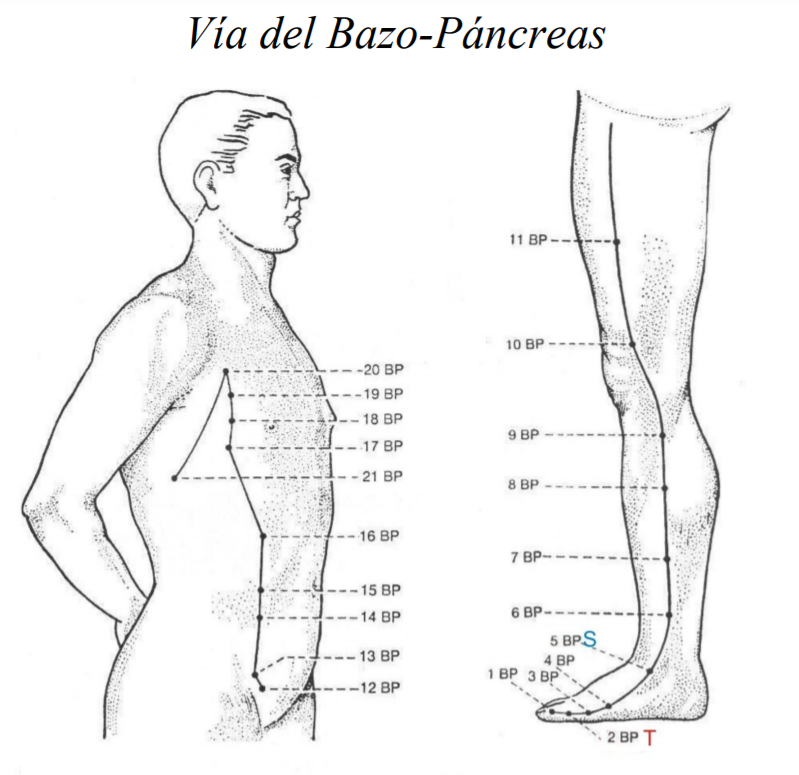 Vía del Bazo-Páncreas
20 BP
19 BP
18 BP
17 BP
21 BP
16 BP
15 BP
14 BP
13 BP
12 BP
11 BP
10 BP
9 BP
8 BP
7 BP
6 BP
5 BP S
4 BP
1 BP 3 BP
2 BP T